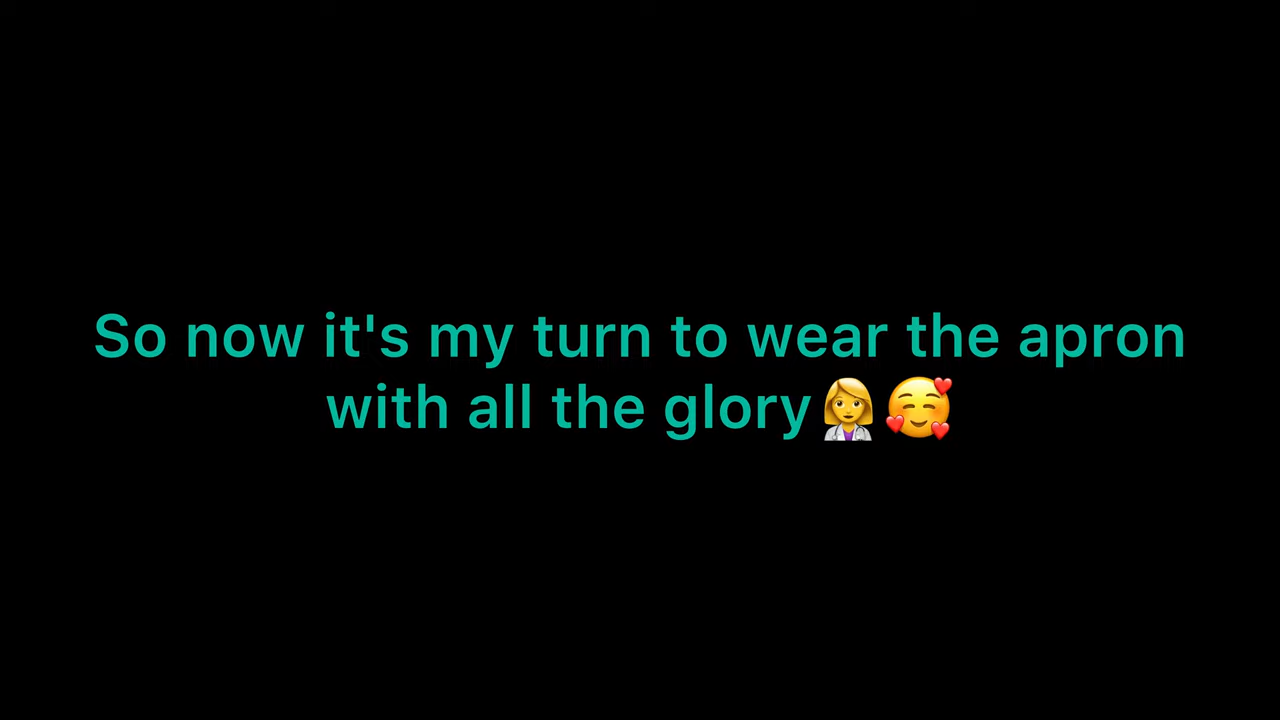 So now it's my turn to wear the apron
with all the glory👩‍⚕️🥰